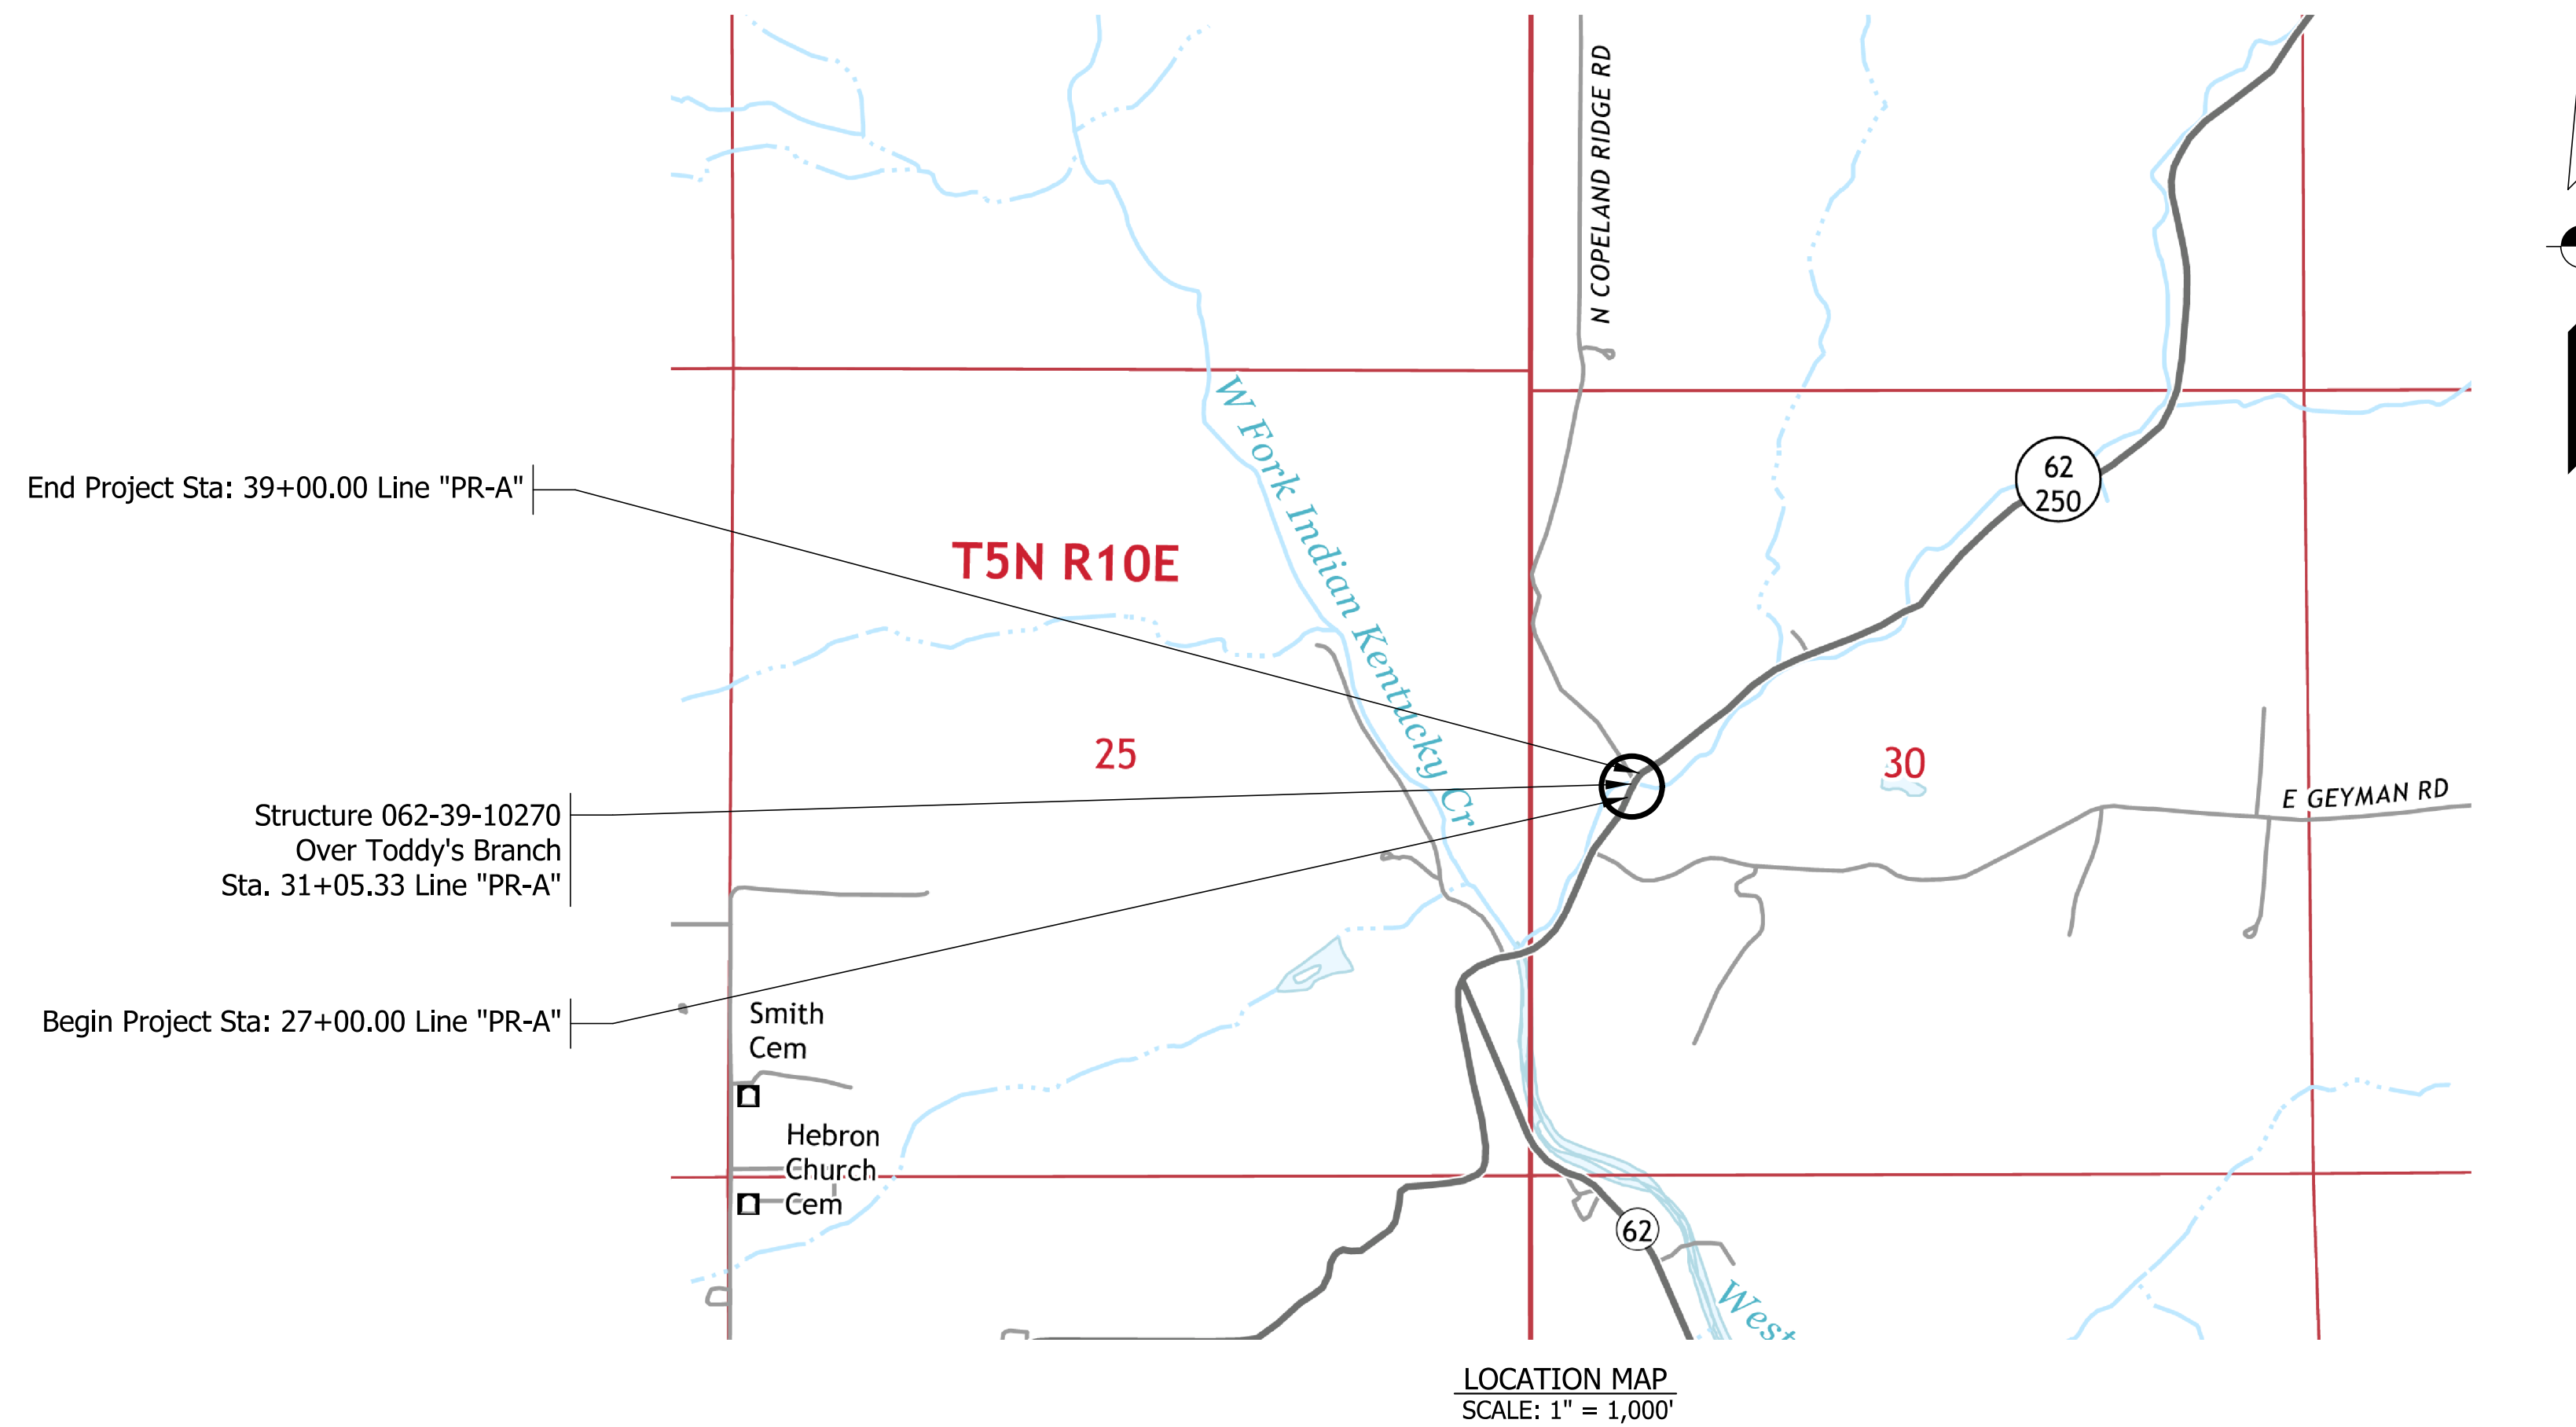 N COPELAND RIDGE RD
W Fork Indian Kentucky Cr
62
250
End Project Sta: 39+00.00 Line "PR-A"
T5N R10E
25
30
E GEYMAN RD
Structure 062-39-10270
Over Toddy's Branch
Sta. 31+05.33 Line "PR-A"
Begin Project Sta: 27+00.00 Line "PR-A"
Smith
Cem
Hebron
Church
Cem
62
West
LOCATION MAP
SCALE: 1" = 1,000'